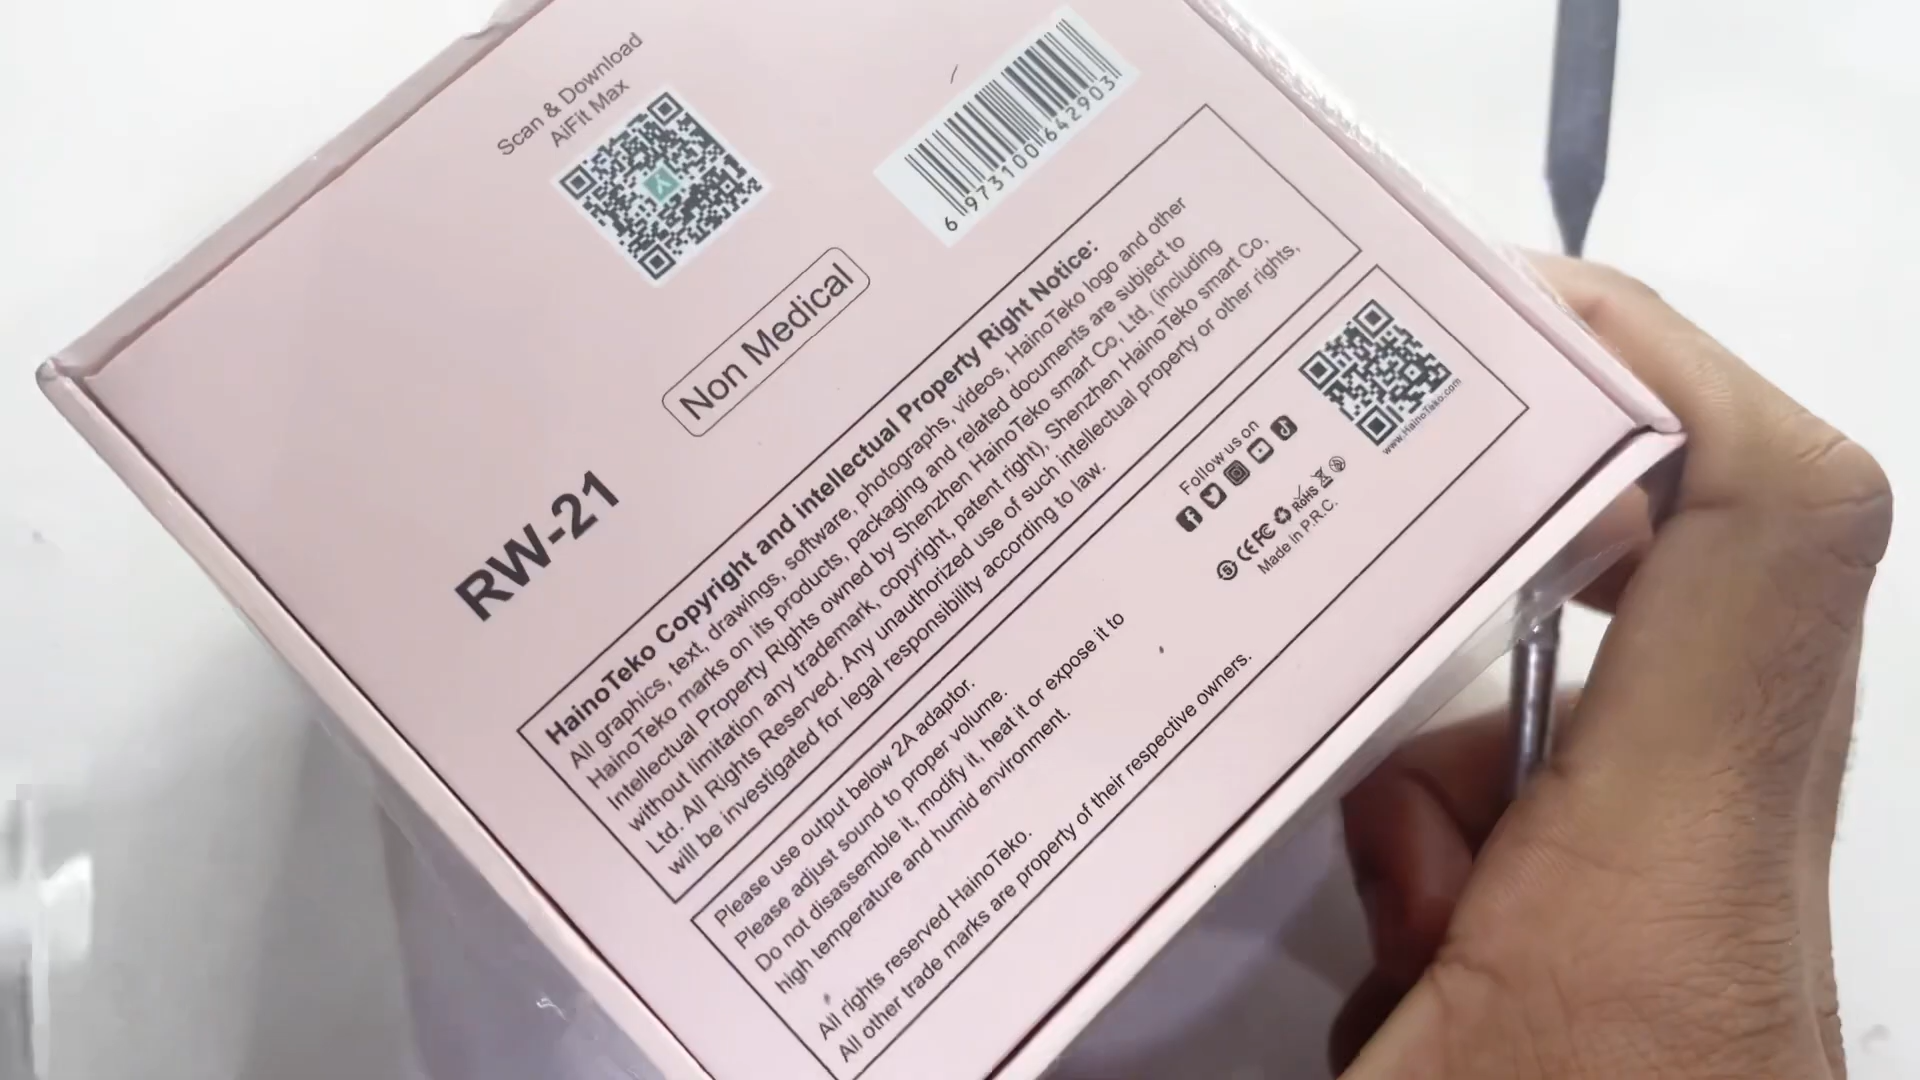 Scan & Download
AiFit Max
6 973100 642903
Non Medical
RW-21
HainoTeko Copyright and intellectual Property Right Notice:
All graphics, text, drawings, software, photographs, videos, HainoTeko logo and other
HainoTeko marks on its products, packaging and related documents are subject to
Intellectual Property Rights owned by Shenzhen HainoTeko smart Co, Ltd, (including
without limitation any trademark, copyright, patent right), Shenzhen HainoTeko smart Co,
Ltd. All Rights Reserved. Any unauthorized use of such intellectual property or other rights,
will be investigated for legal responsibility according to law.
Please use output below 2A adaptor.
Please adjust sound to proper volume.
Do not disassemble it, modify it, heat it or expose it to
high temperature and humid environment.
All rights reserved HainoTeko.
All other trade marks are property of their respective owners.
Follow us on
5 CE FC RoHS
Made in P.R.C.
www.HainoTeko.com